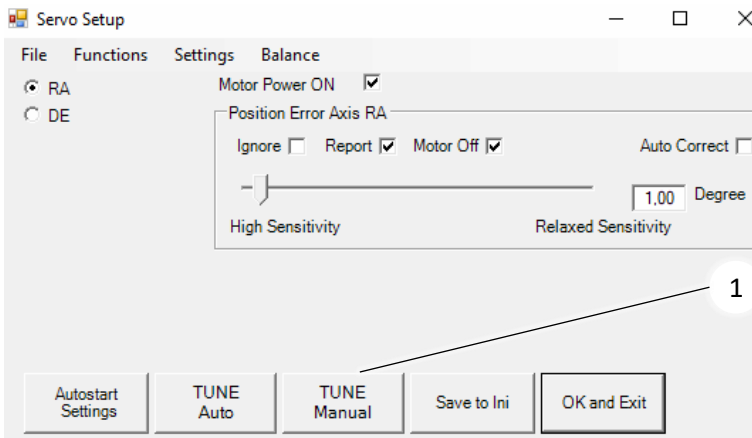 Servo Setup
File Functions Settings Balance
RA
DE
Motor Power ON
Position Error Axis RA
Ignore Report Motor Off Auto Correct
1,00 Degree
High Sensitivity Relaxed Sensitivity
1
Autostart
Settings
TUNE
Auto
TUNE
Manual
Save to Ini
OK and Exit